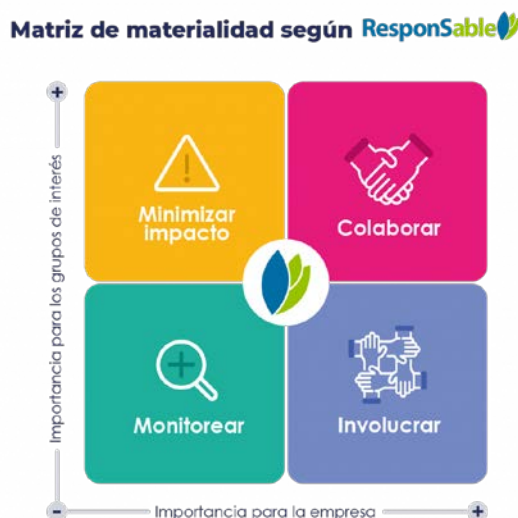 Matriz de materialidad según ResponSable
+
Importancia para los grupos de interés
Minimizar
impacto
Colaborar
Monitorear
Involucrar
-
Importancia para la empresa
+